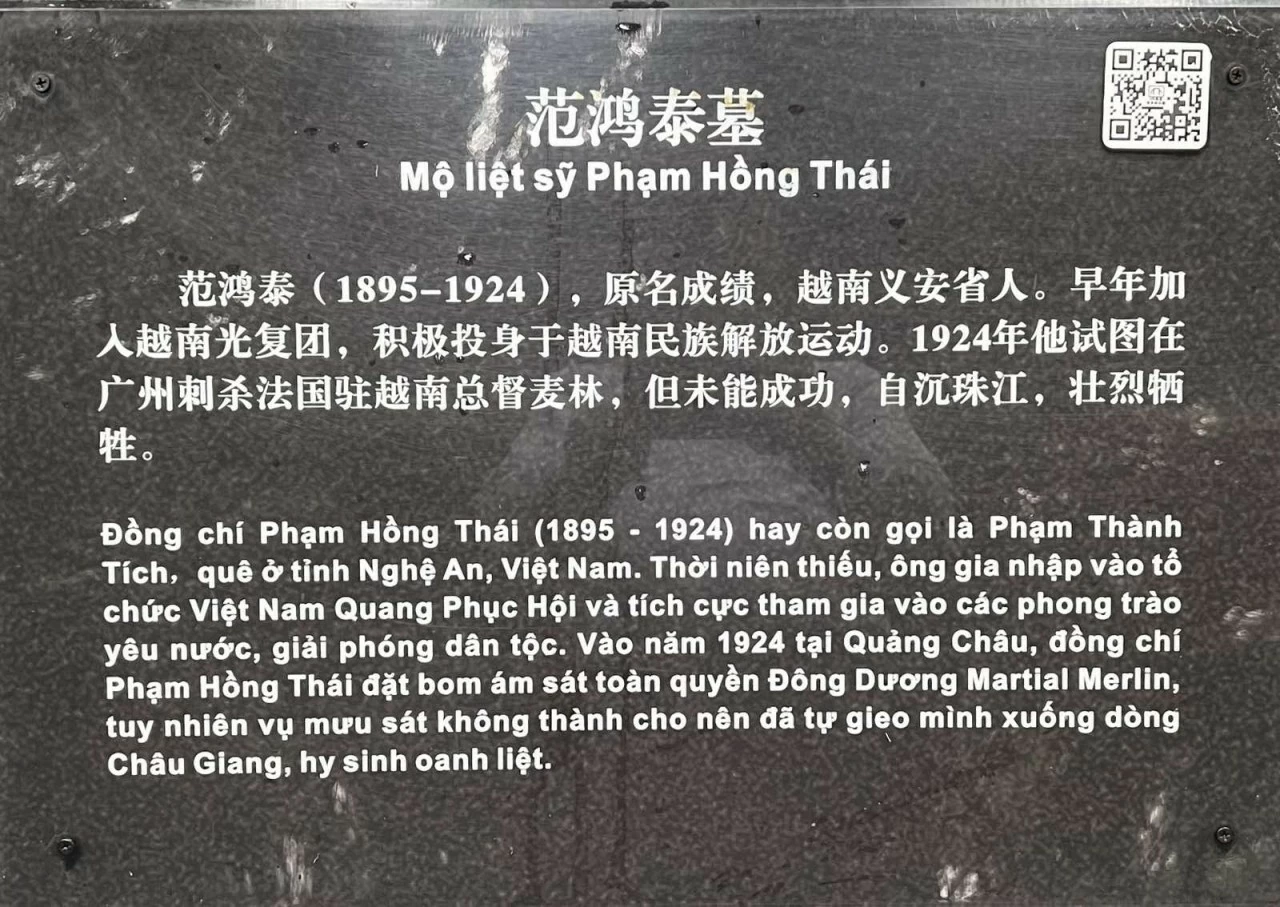 范鸿泰墓
Mộ liệt sỹ Phạm Hồng Thái
范鸿泰（1895-1924），原名成绩，越南义安省人。早年加
入越南光复团，积极投身于越南民族解放运动。1924年他试图在
广州刺杀法国驻越南总督麦林，但未能成功，自沉珠江，壮烈牺
牲。
Đồng chí Phạm Hồng Thái (1895 - 1924) hay còn gọi là Phạm Thành
Tích，quê ở tỉnh Nghệ An, Việt Nam. Thời niên thiếu, ông gia nhập vào tổ
chức Việt Nam Quang Phục Hội và tích cực tham gia vào các phong trào
yêu nước, giải phóng dân tộc. Vào năm 1924 tại Quảng Châu, đồng chí
Phạm Hồng Thái đặt bom ám sát toàn quyền Đông Dương Martial Merlin,
tuy nhiên vụ mưu sát không thành cho nên đã tự gieo mình xuống dòng
Châu Giang, hy sinh oanh liệt.